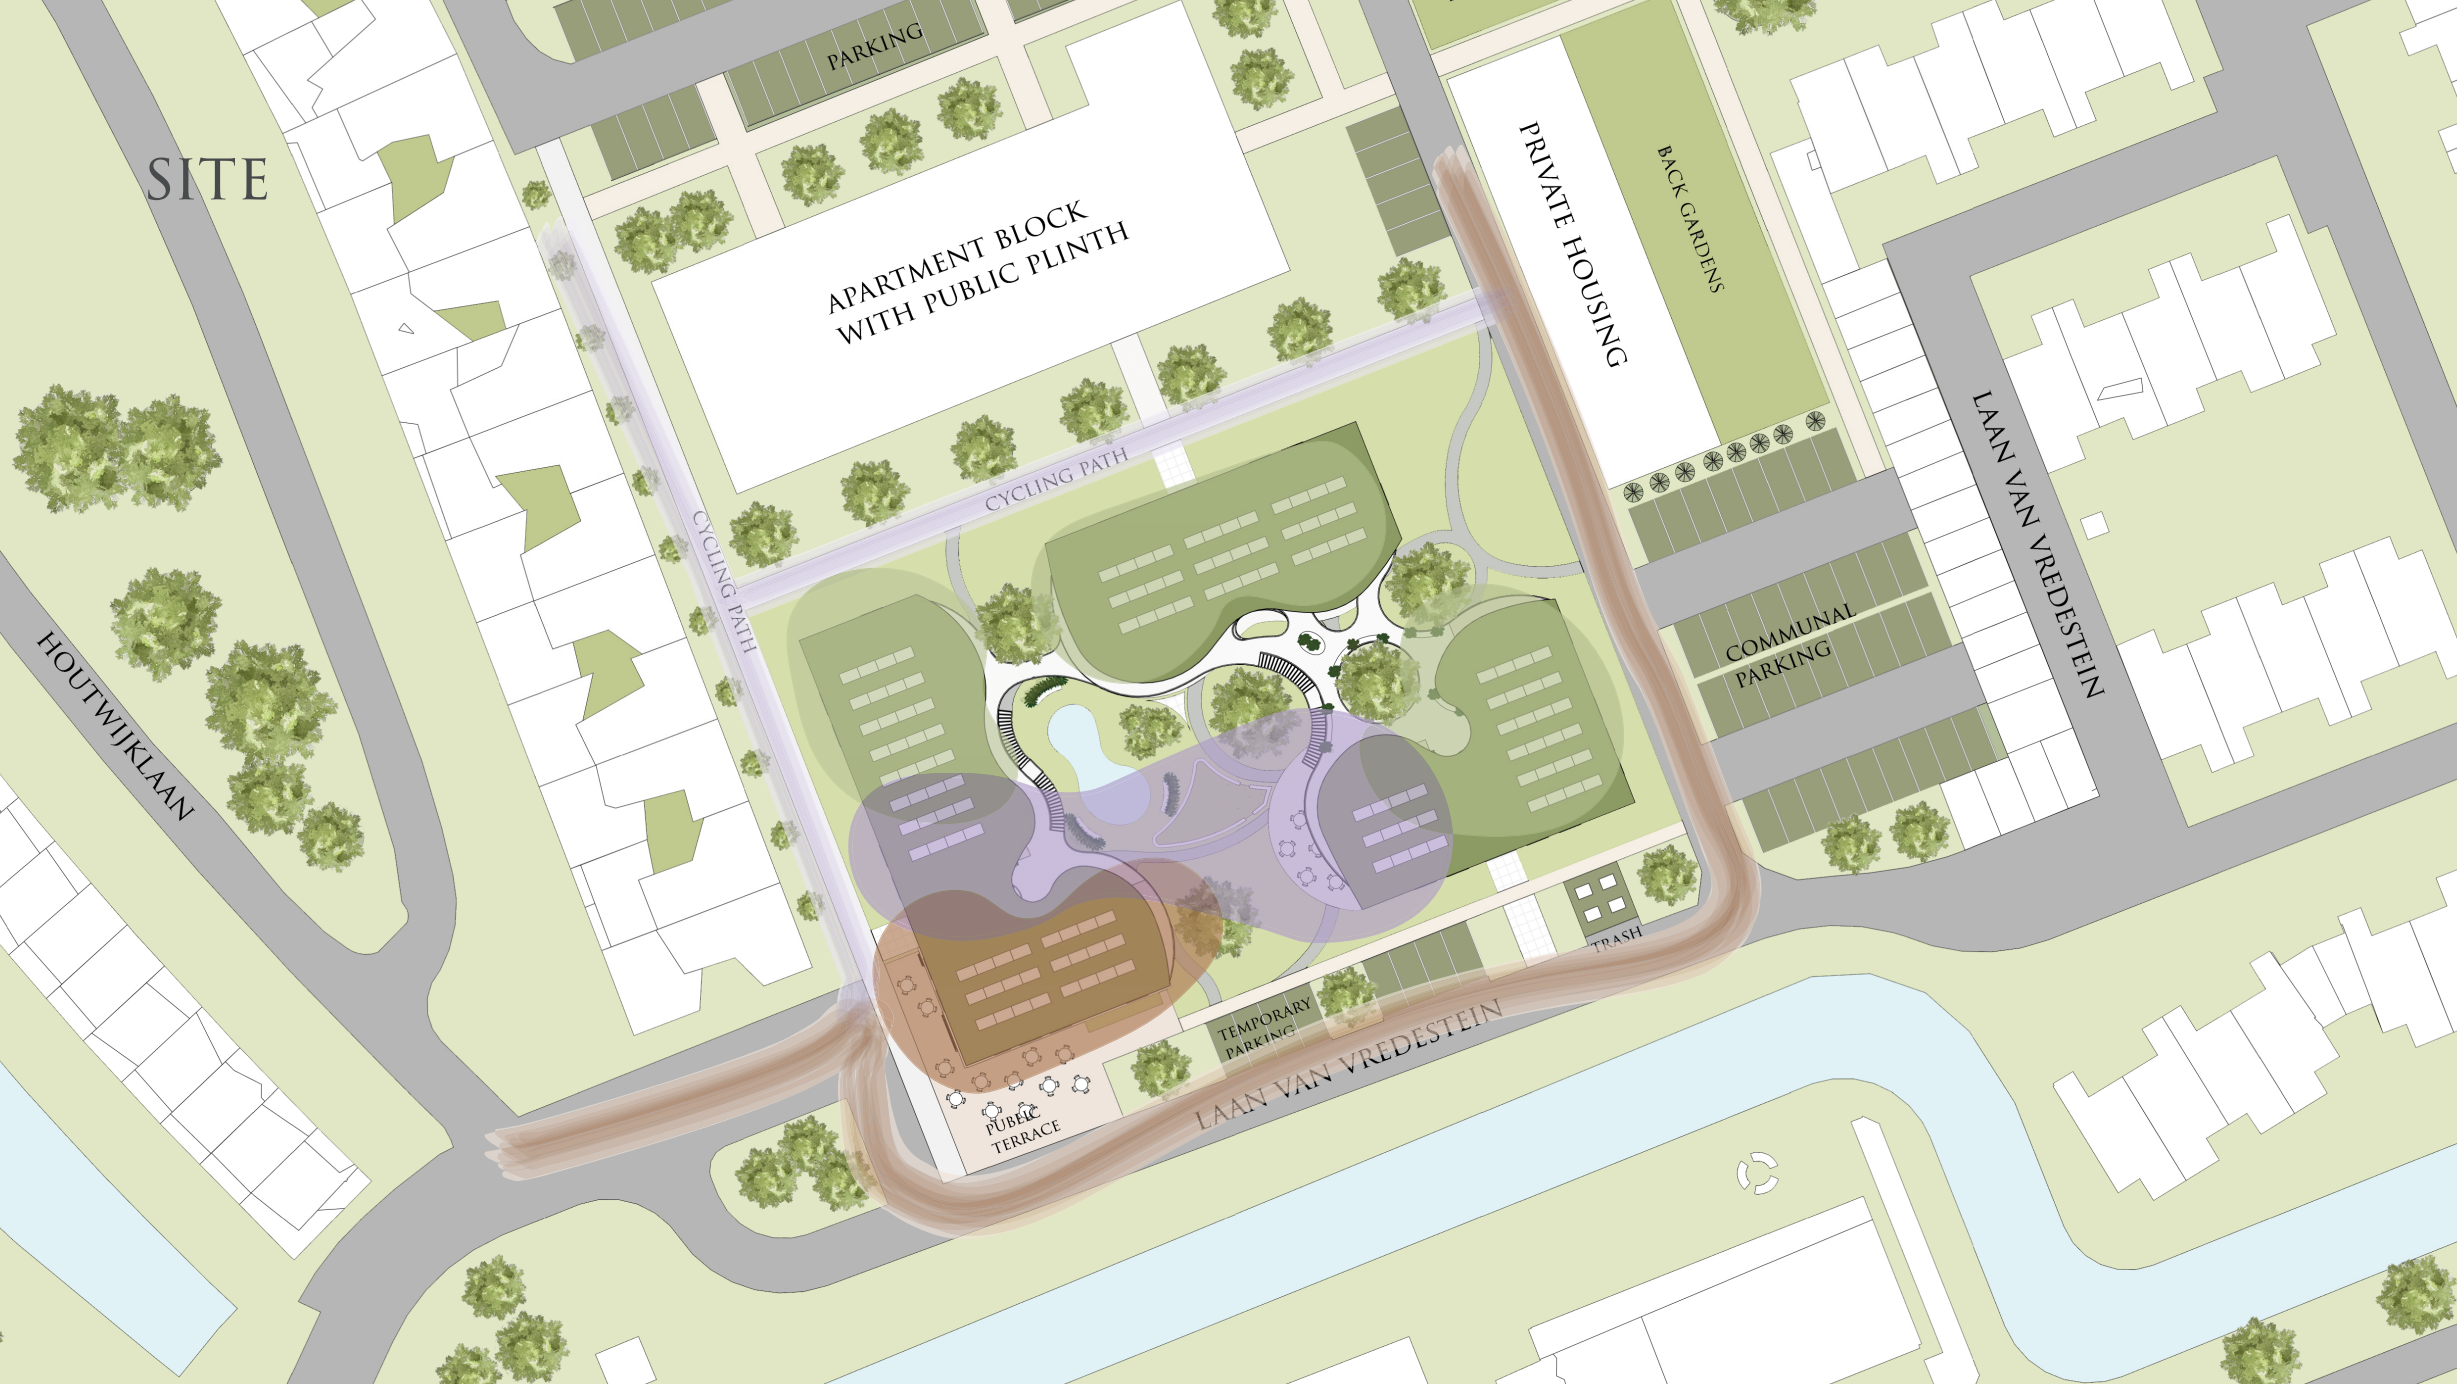 PARKING
SITE
APARTMENT BLOCK
WITH PUBLIC PLINTH
PRIVATE HOUSING
BACK GARDENS
CYCLING PATH
CYCLING PATH
LAAN VAN VREDESTEIN
HOUTWIJKLAAN
COMMUNAL
PARKING
TRASH
TEMPORARY
PARKING
LAAN VAN VREDESTEIN
PUBLIC
TERRACE